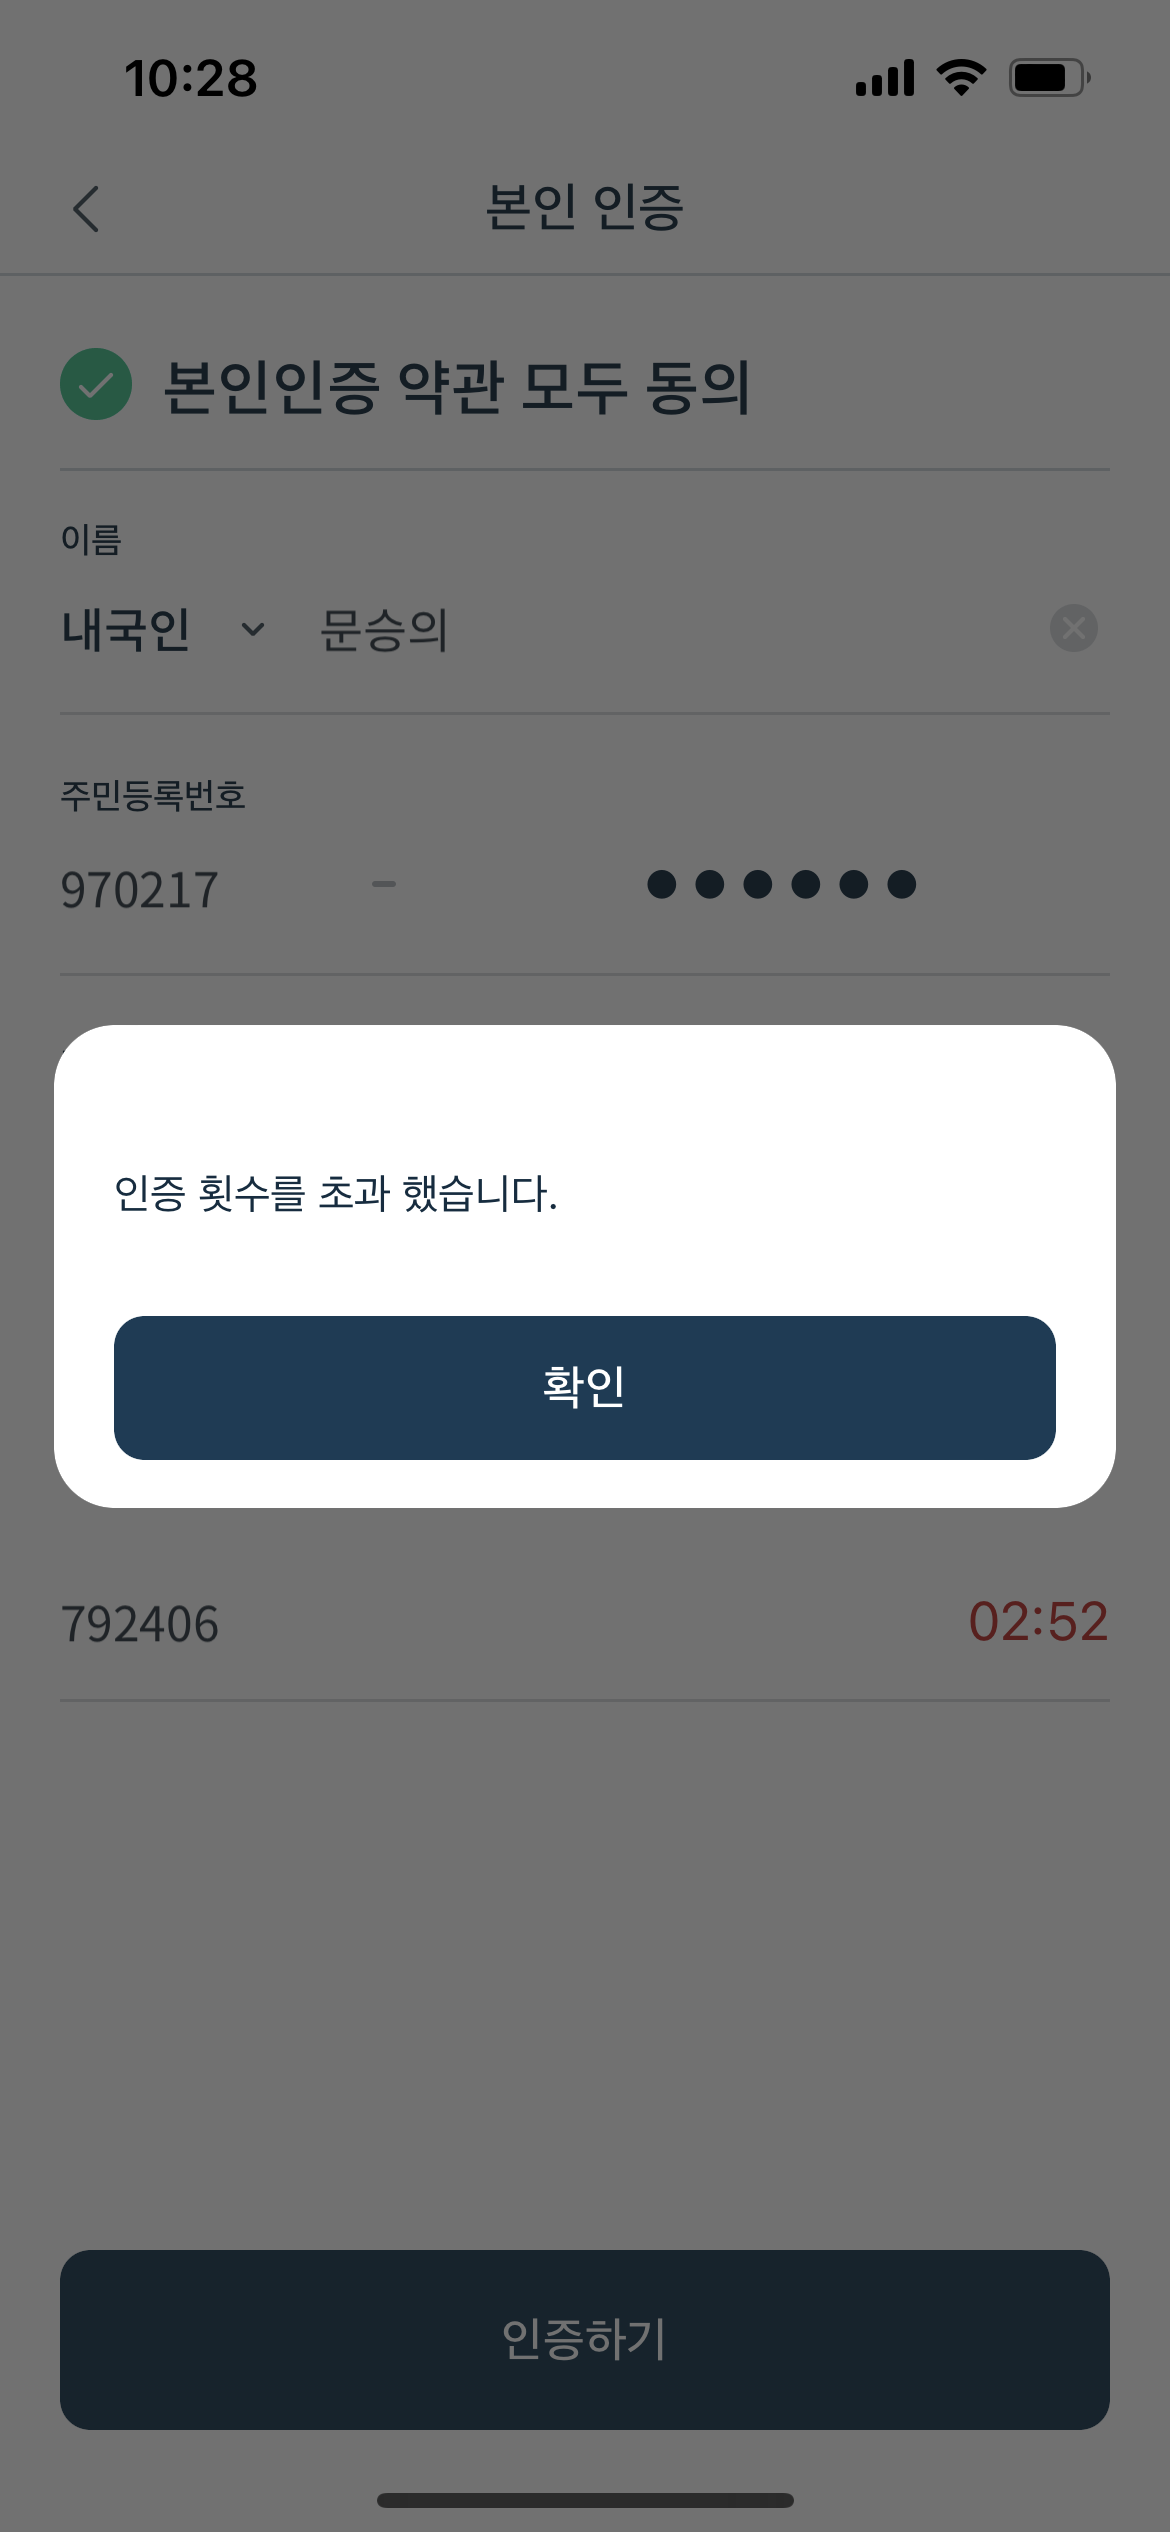 10:28
본인 인증
본인인증 약관 모두 동의
이름
내국인 문승의
주민등록번호
970217 - ●●●●●●
인증 횟수를 초과 했습니다.
확인
792406 02:52
인증하기